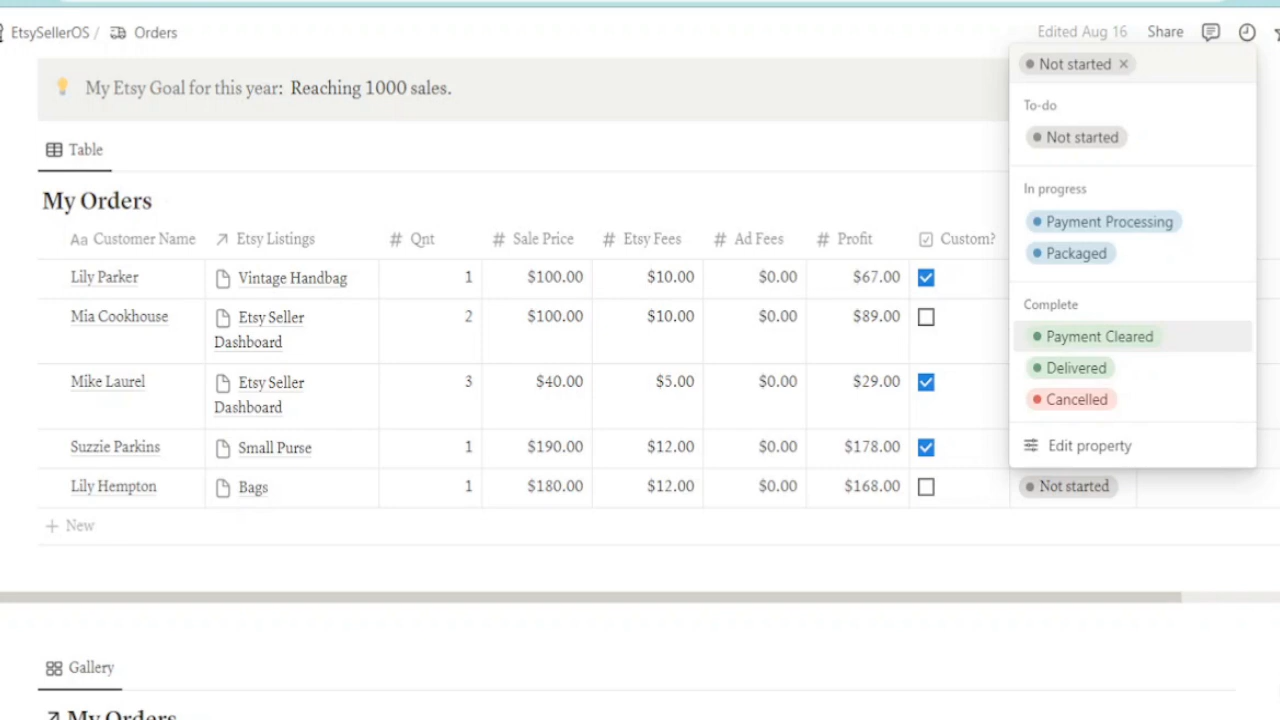 EtsySellerOS / Orders Edited Aug 16 Share
Not started ×
My Etsy Goal for this year: Reaching 1000 sales.
To-do
Not started
Table
In progress
My Orders
Payment Processing
Aa Customer Name Etsy Listings # Qnt # Sale Price # Etsy Fees # Ad Fees # Profit Custom?
Packaged
Lily Parker Vintage Handbag 1 $100.00 $10.00 $0.00 $67.00
Complete
Mia Cookhouse Etsy Seller Dashboard 2 $100.00 $10.00 $0.00 $89.00
Payment Cleared
Delivered
Mike Laurel Etsy Seller Dashboard 3 $40.00 $5.00 $0.00 $29.00
Cancelled
Suzzie Parkins Small Purse 1 $190.00 $12.00 $0.00 $178.00
Edit property
Lily Hempton Bags 1 $180.00 $12.00 $0.00 $168.00 Not started
+ New
Gallery
My Orders